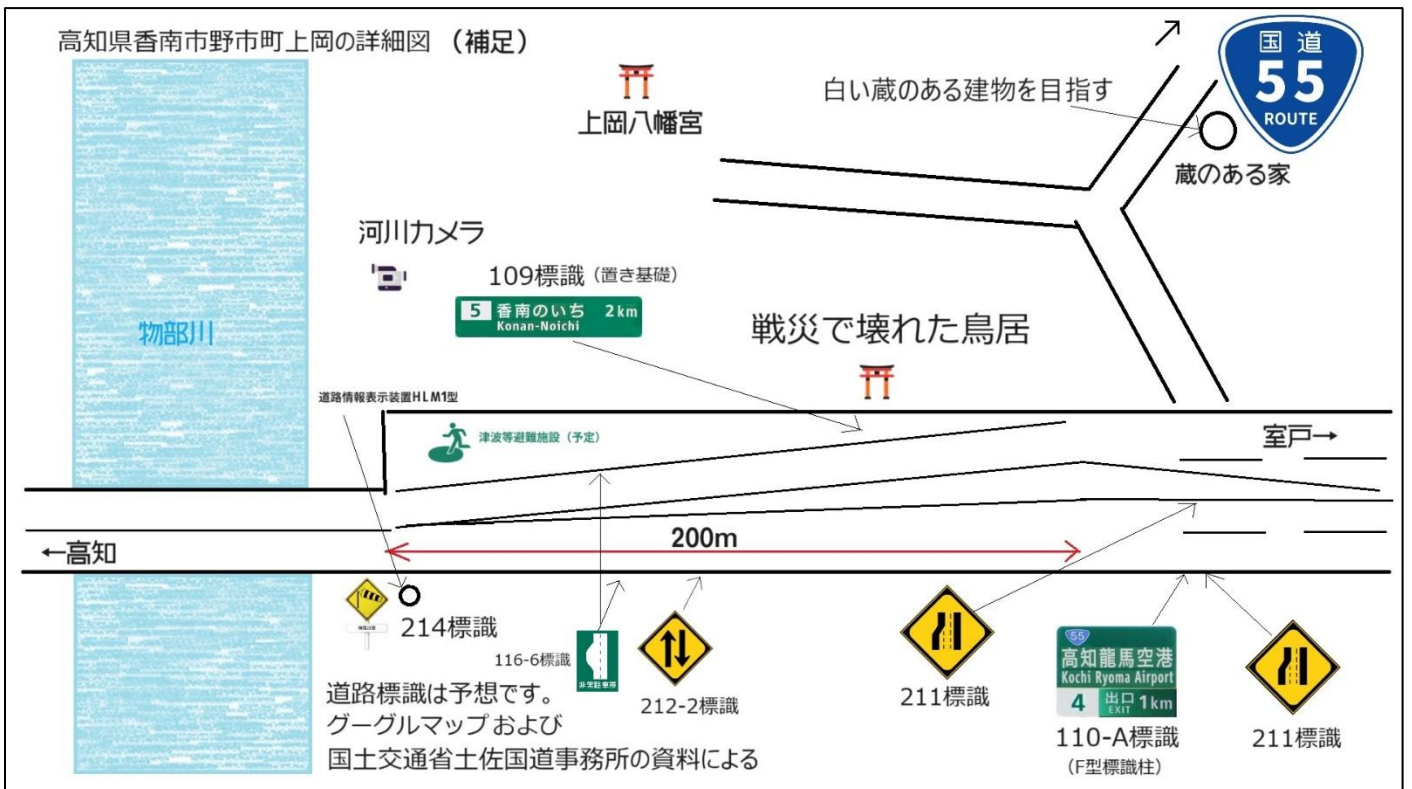 高知県香南市野市町上岡の詳細図 (補足)
国道
55
ROUTE
白い蔵のある建物を目指す
上岡八幡宮
蔵のある家
河川カメラ
109標識 (置き基礎)
5 香南のいち 2km
Konan-Noichi
戦災で壊れた鳥居
物部川
道路情報表示装置HLM1型
津波等避難施設 (予定)
室戸→
200m
←高知
214標識
116-6標識
非常駐車帯
212-2標識
211標識
55
高知龍馬空港
Kochi Ryoma Airport
4 出口 EXIT 1km
110-A標識
(F型標識柱)
211標識
道路標識は予想です。
グーグルマップおよび
国土交通省土佐国道事務所の資料による